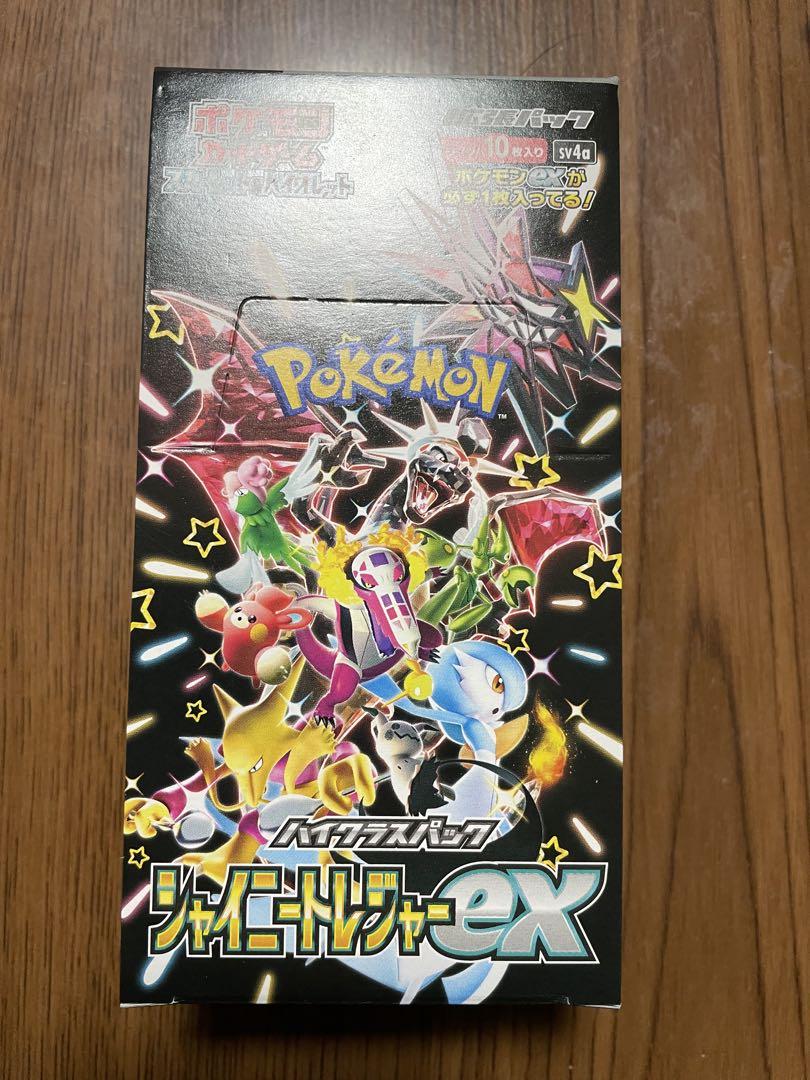 ポケモン
カードゲーム
スカーレット&バイオレット
拡張パック
10枚入り
sv4a
ポケモンexが
必ず1枚入ってる!
POKéMON
TM
ハイクラスパック
シャイニートレジャーex